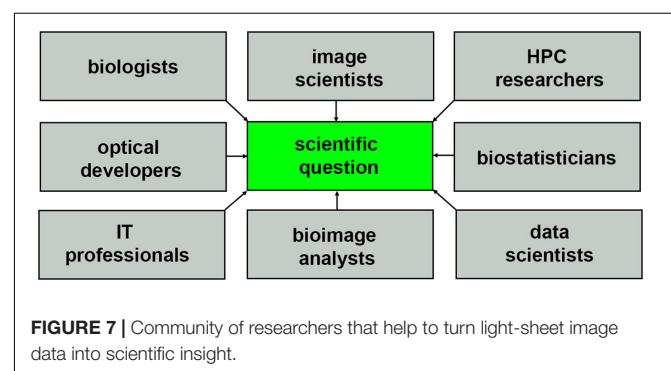 biologists
image
scientists
HPC
researchers
optical
developers
scientific
question
biostatisticians
IT
professionals
bioimage
analysts
data
scientists
FIGURE 7 | Community of researchers that help to turn light-sheet image
data into scientific insight.